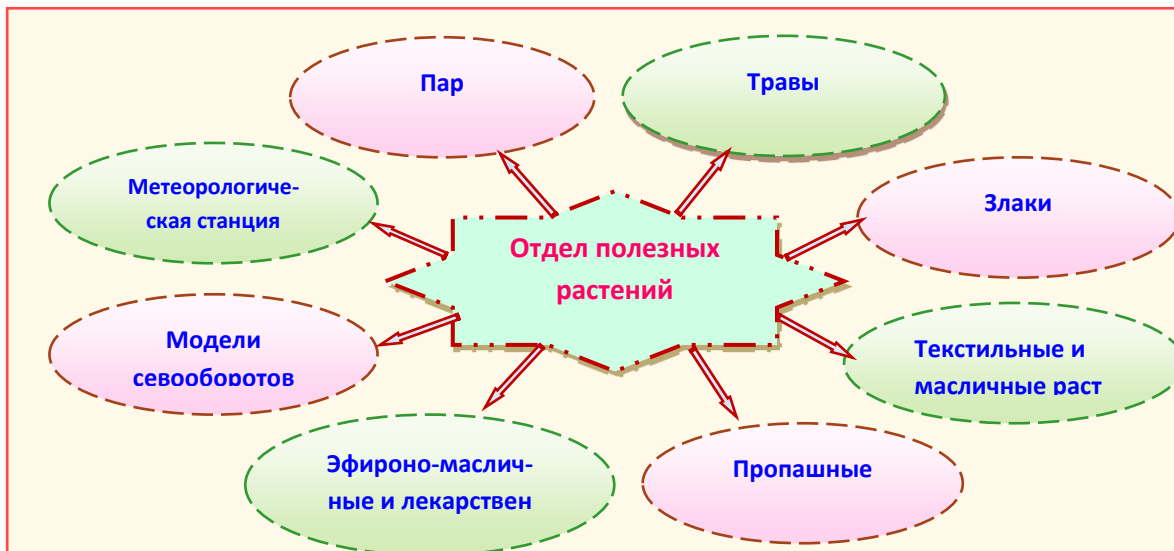 Пар
Травы
Метеорологиче-
ская станция
Злаки
Отдел полезных
растений
Модели
севооборотов
Текстильные и
масличные раст
Эфироно-маслич-
ные и лекарствен
Пропашные